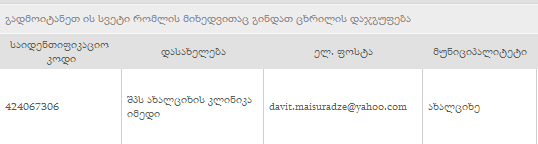 გადმოიტანეთ ის სვეტი რომლის მიხედვითაც გინდათ ცხრილის დაჯგუფება
საიდენთიფიკაციო კოდი დასახელება ელ. ფოსტა მუნიციპალიტეტი
424067306 შპს ახალციხის კლინიკა იმედი davit.maisuradze@yahoo.com ახალციხე